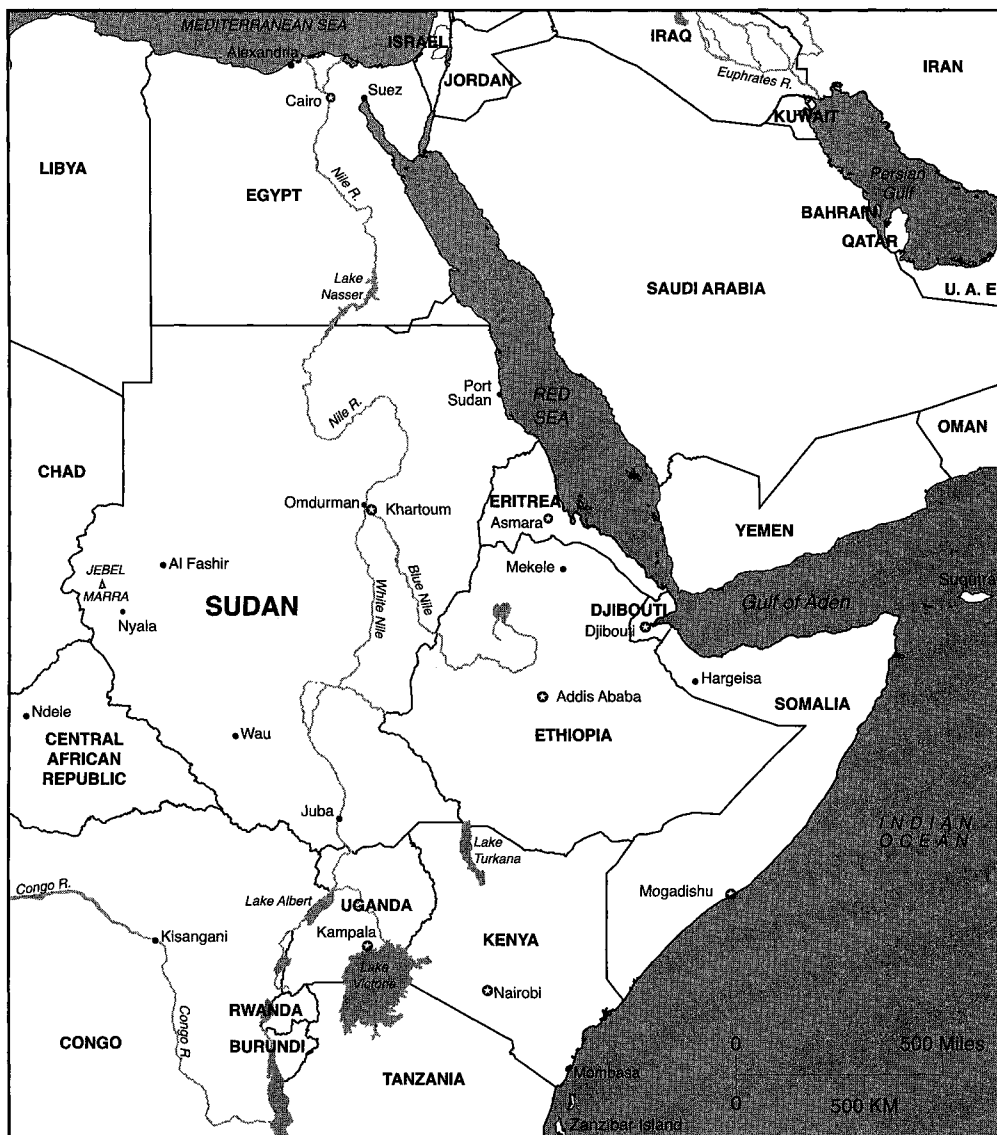 MEDITERRANEAN SEA
Alexandria
ISRAEL
IRAQ
IRAN
JORDAN
Euphrates R.
Cairo
Suez
KUWAIT
LIBYA
EGYPT
Nile R.
Persian
Gulf
BAHRAIN
QATAR
Lake
Nasser
SAUDI ARABIA
U. A. E
Port
Sudan
RED
SEA
Nile R.
OMAN
CHAD
Omdurman
Khartoum
ERITREA
Asmara
YEMEN
Al Fashir
JEBEL
MARRA
Nyala
SUDAN
White Nile
Blue Nile
Mekele
DJIBOUTI
Djibouti
Gulf of Aden
Suqutra
Hargeisa
Addis Ababa
SOMALIA
Ndele
CENTRAL
AFRICAN
REPUBLIC
Wau
ETHIOPIA
Juba
Lake
Turkana
INDIAN
OCEAN
Congo R.
Lake Albert
UGANDA
Kampala
Mogadishu
Kisangani
KENYA
Lake
Victoria
Nairobi
RWANDA
BURUNDI
CONGO
Congo R.
TANZANIA
Mombasa
Zanzibar Island
0 500 Miles
0 500 KM